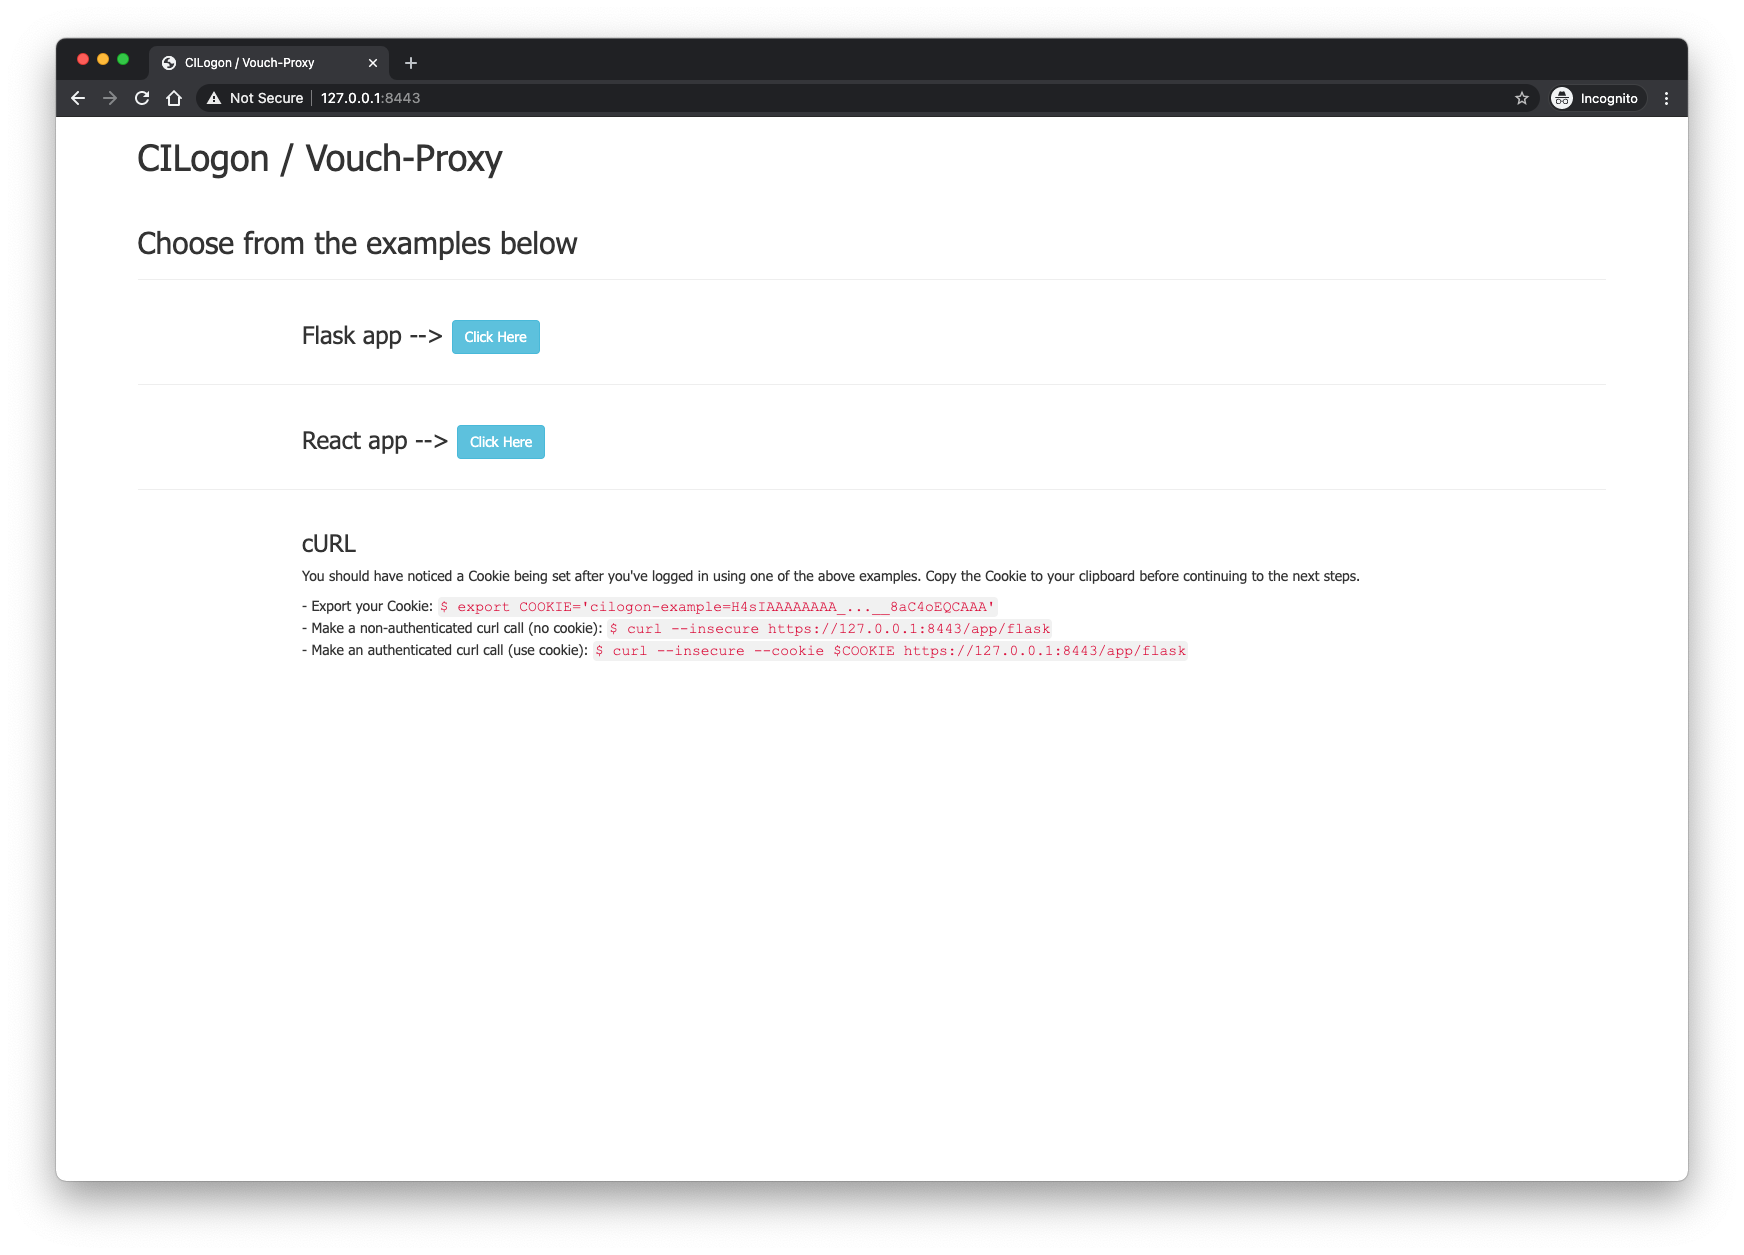 CILogon / Vouch-Proxy
Not Secure 127.0.0.1:8443 Incognito
CILogon / Vouch-Proxy
Choose from the examples below
Flask app --> Click Here
React app --> Click Here
cURL
You should have noticed a Cookie being set after you've logged in using one of the above examples. Copy the Cookie to your clipboard before continuing to the next steps.
- Export your Cookie: $ export COOKIE='cilogon-example=H4sIAAAAAAAA_...__8aC4oEQCAAA'
- Make a non-authenticated curl call (no cookie): $ curl --insecure https://127.0.0.1:8443/app/flask
- Make an authenticated curl call (use cookie): $ curl --insecure --cookie $COOKIE https://127.0.0.1:8443/app/flask